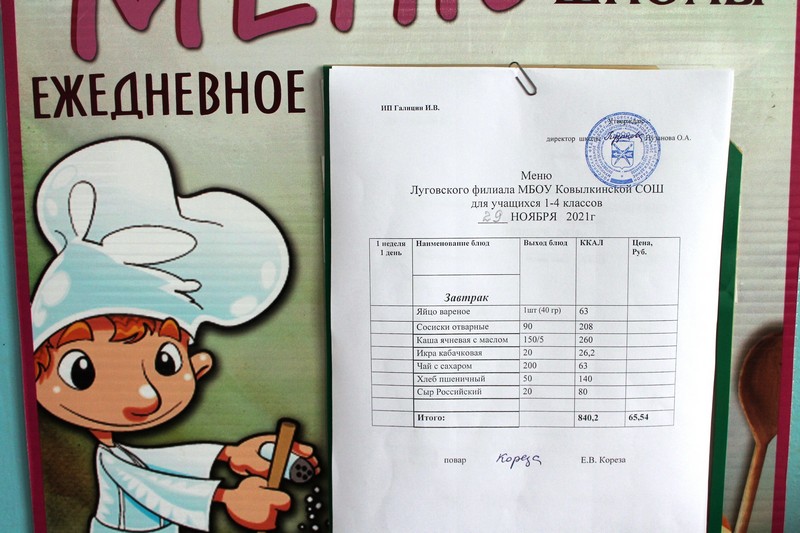 МЕНЮ
ШКОЛЫ
ЕЖЕДНЕВНОЕ
ИП Галицин И.В.
Утверждаю
директор школы Пузанова О.А.
Меню
Луговского филиала МБОУ Ковылкинской СОШ
для учащихся 1-4 классов
29 НОЯБРЯ 2021г
1 неделя 1 день Наименование блюд Выход блюд ККАЛ Цена, Руб.
Завтрак
Яйцо вареное 1шт (40 гр) 63
Сосиски отварные 90 208
Каша ячневая с маслом 150/5 260
Икра кабачковая 20 26,2
Чай с сахаром 200 63
Хлеб пшеничный 50 140
Сыр Российский 20 80
Итого: 840,2 65,54
повар Кореза Е.В. Кореза